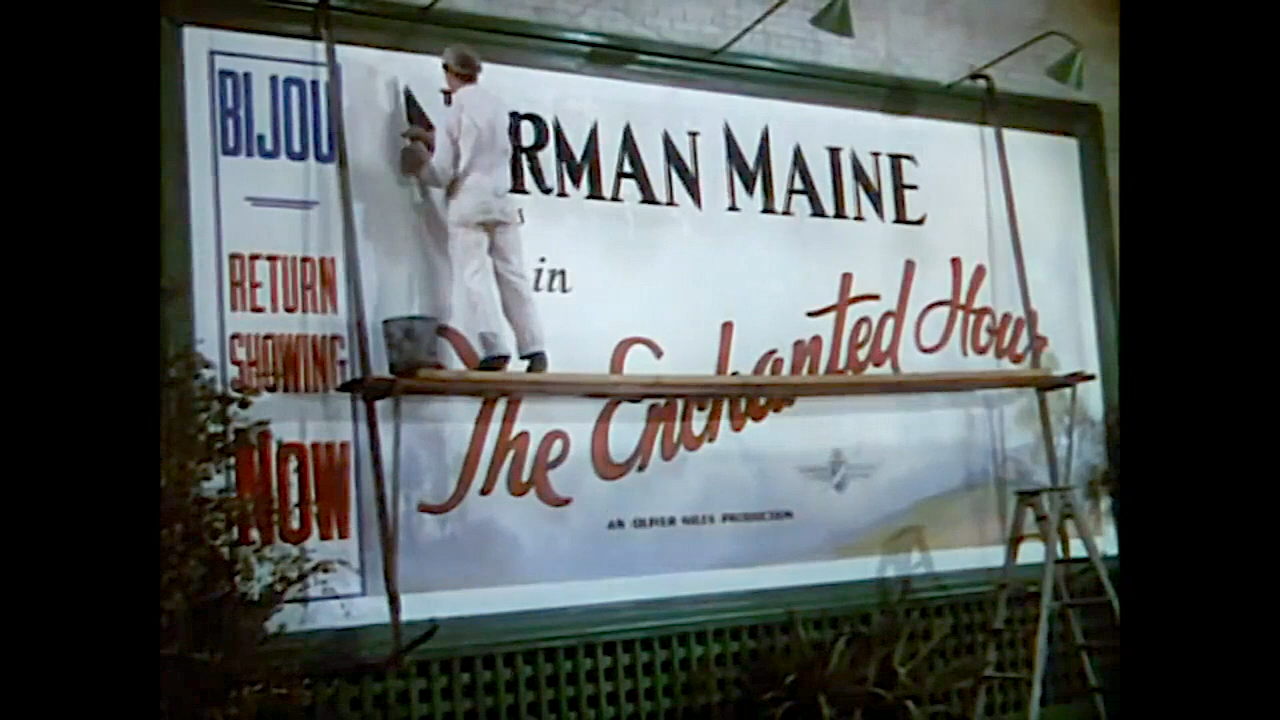 BIJOU
RETURN
SHOWING
NOW
RMAN MAINE
in
The Enchanted Hour
AN OLIVER NILES PRODUCTION